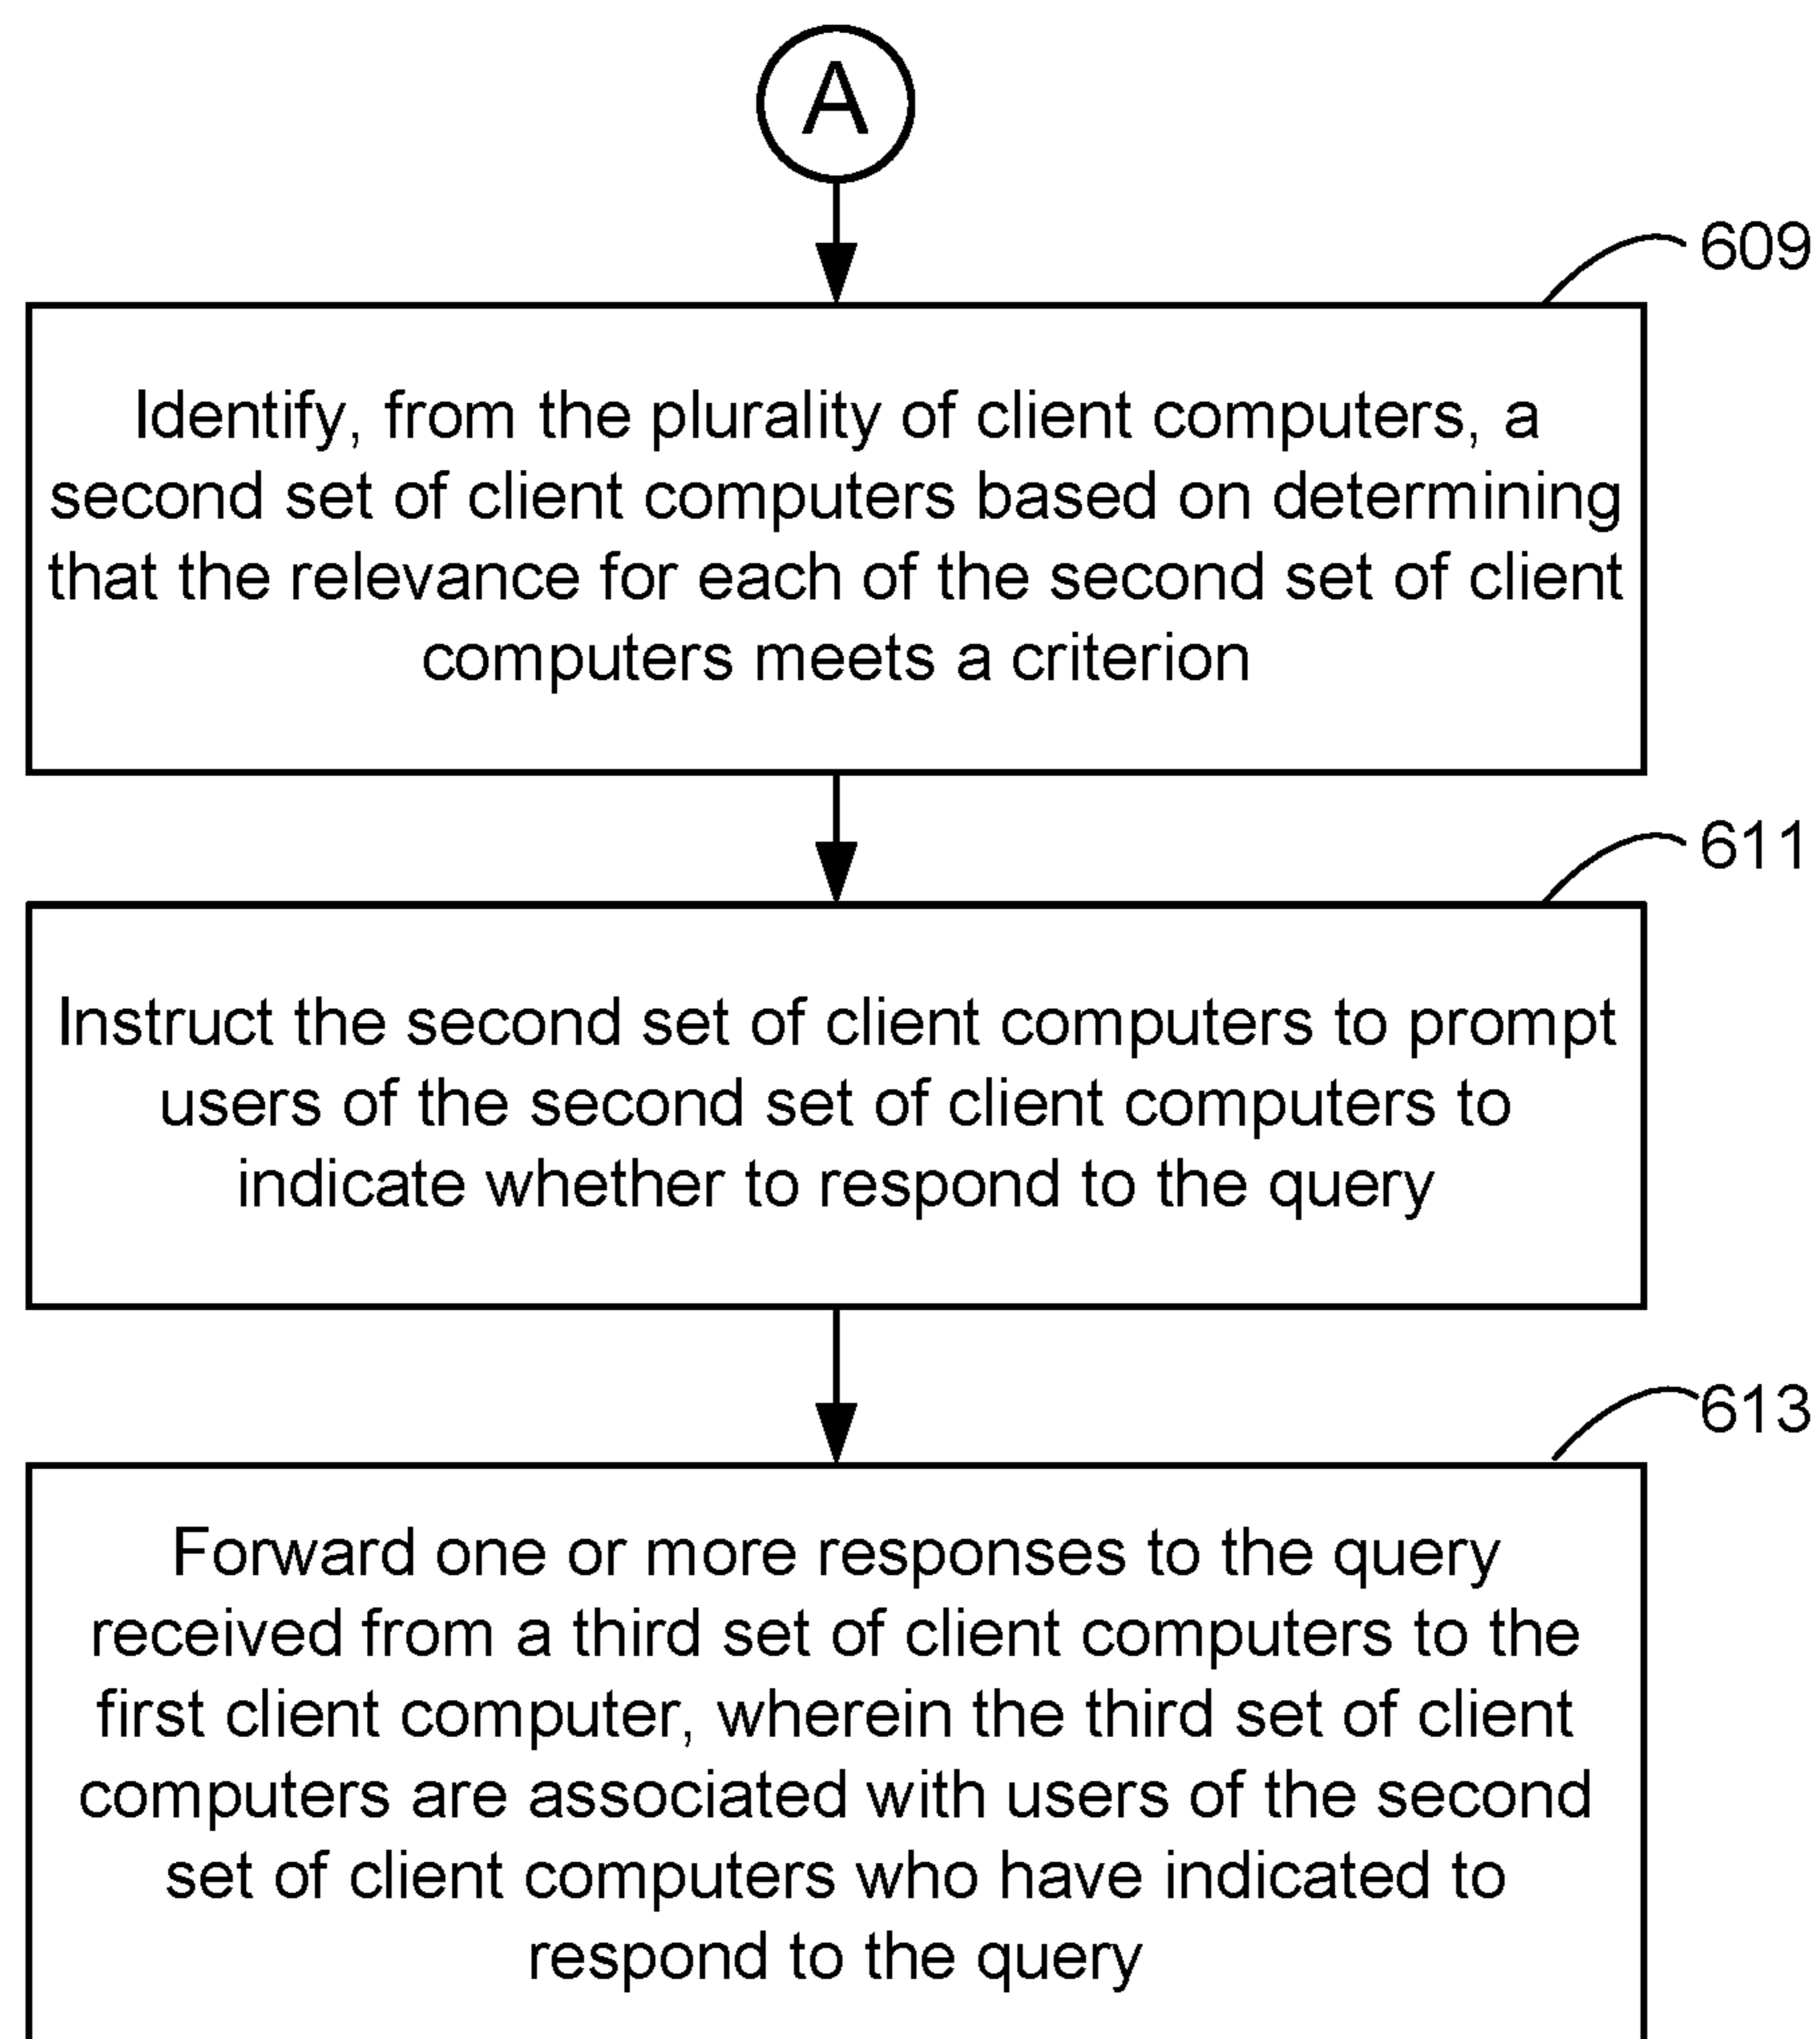 A
609
Identify, from the plurality of client computers, a
second set of client computers based on determining
that the relevance for each of the second set of client
computers meets a criterion
611
Instruct the second set of client computers to prompt
users of the second set of client computers to
indicate whether to respond to the query
613
Forward one or more responses to the query
received from a third set of client computers to the
first client computer, wherein the third set of client
computers are associated with users of the second
set of client computers who have indicated to
respond to the query